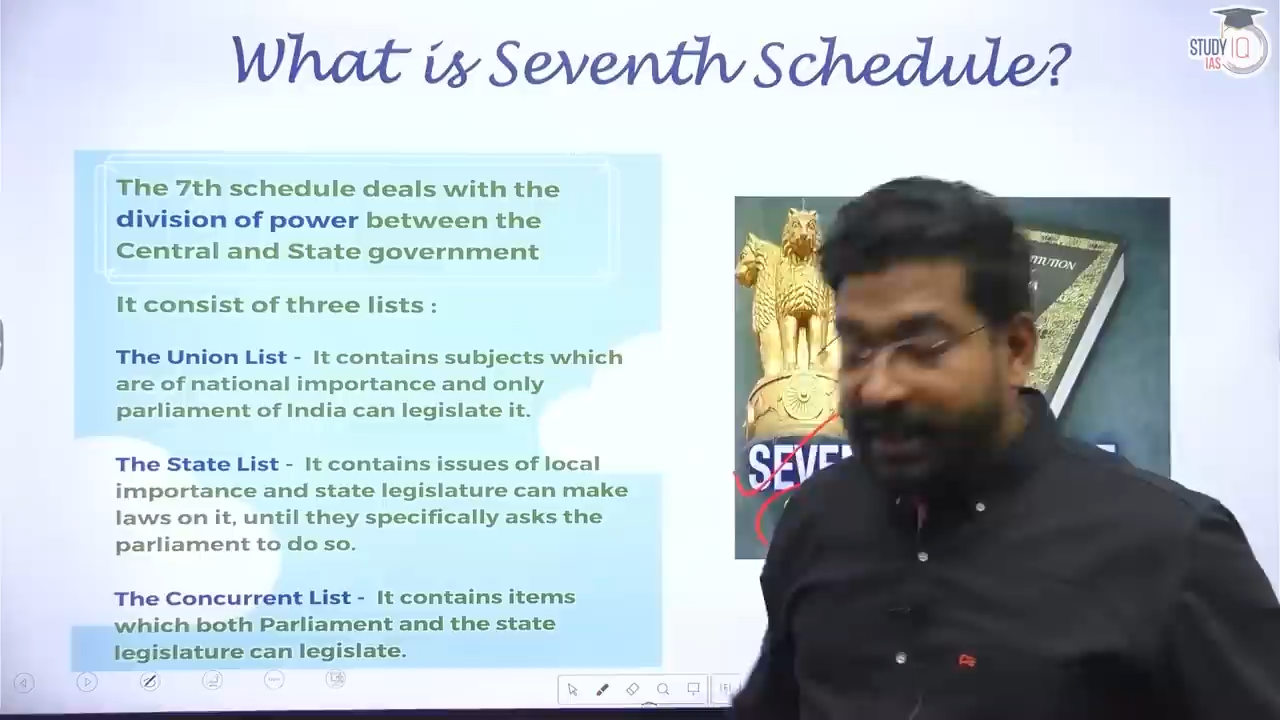 What is Seventh Schedule?
STUDY IQ
IAS
The 7th schedule deals with the
division of power between the
Central and State government
It consist of three lists :
The Union List - It contains subjects which
are of national importance and only
parliament of India can legislate it.
The State List - It contains issues of local
importance and state legislature can make
laws on it, until they specifically asks the
parliament to do so.
The Concurrent List - It contains items
which both Parliament and the state
legislature can legislate.